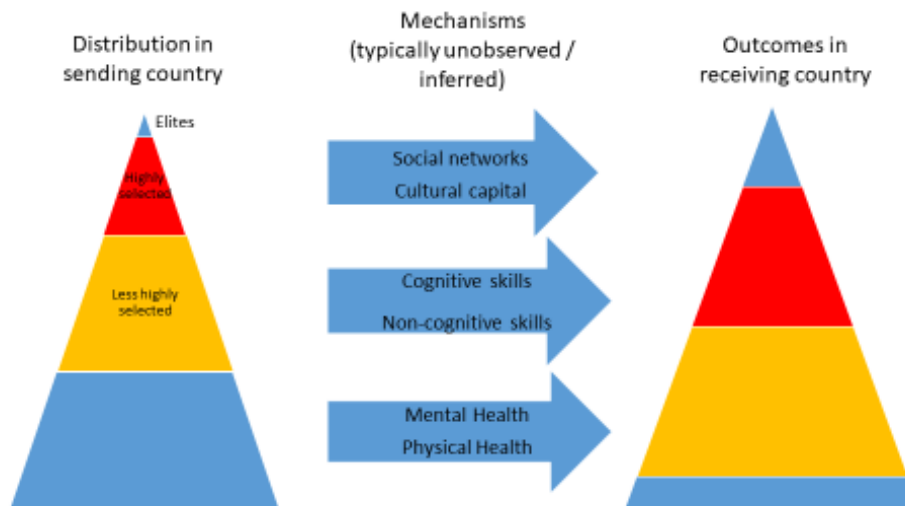 Distribution in
sending country
Mechanisms
(typically unobserved /
inferred)
Outcomes in
receiving country
Elites
Highly
selected
Less highly
selected
Social networks
Cultural capital
Cognitive skills
Non-cognitive skills
Mental Health
Physical Health